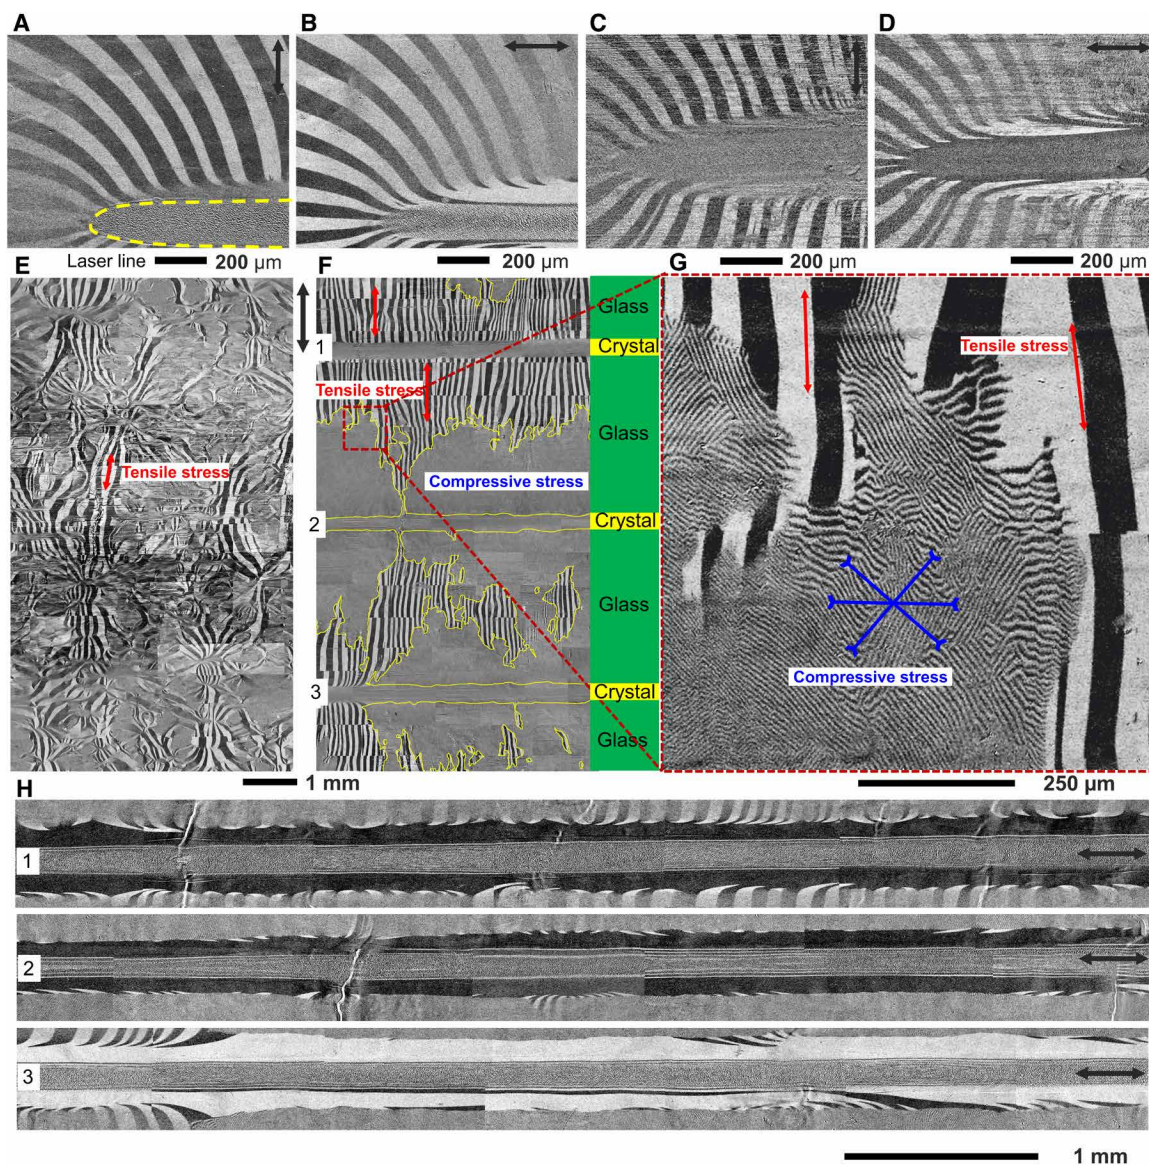 A
B
C
D
Laser line
200 µm
200 µm
200 µm
200 µm
E
F
G
1
Glass
Crystal
Tensile stress
Tensile stress
Tensile stress
Glass
Compressive stress
2
Crystal
Glass
Compressive stress
3
Crystal
Glass
1 mm
250 µm
H
1
2
3
1 mm